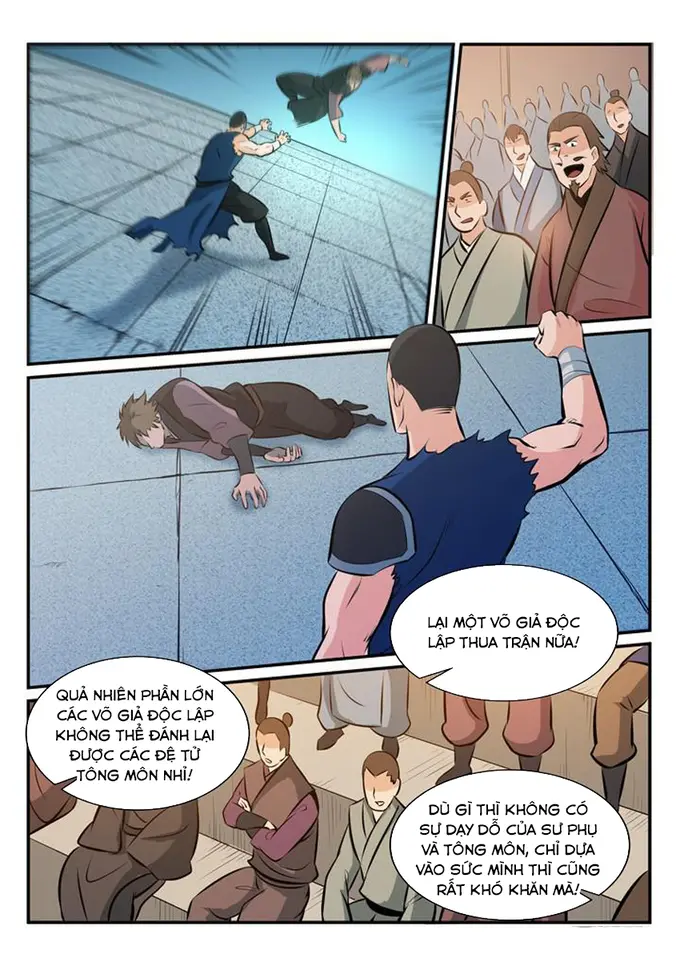 LẠI MỘT VÕ GIẢ ĐỘC
LẬP THUA TRẬN NỮA!
QUẢ NHIÊN PHẦN LỚN
CÁC VÕ GIẢ ĐỘC LẬP
KHÔNG THỂ ĐÁNH LẠI
ĐƯỢC CÁC ĐỆ TỬ
TÔNG MÔN NHỈ!
DÙ GÌ THÌ KHÔNG CÓ
SỰ DẠY DỖ CỦA SƯ PHỤ
VÀ TÔNG MÔN, CHỈ DỰA
VÀO SỨC MÌNH THÌ CŨNG
RẤT KHÓ KHĂN MÀ!